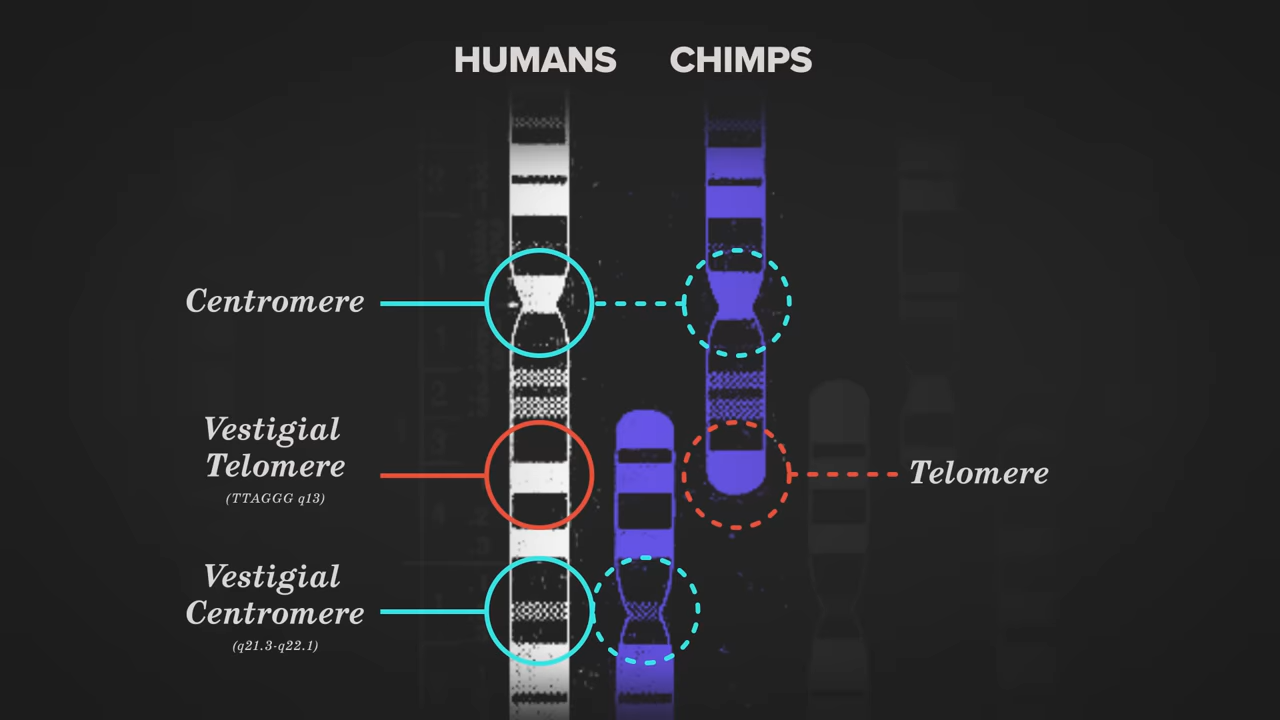 HUMANS CHIMPS
Centromere
Vestigial
Telomere
(TTAGGG q13)
Telomere
Vestigial
Centromere
(q21.3-q22.1)